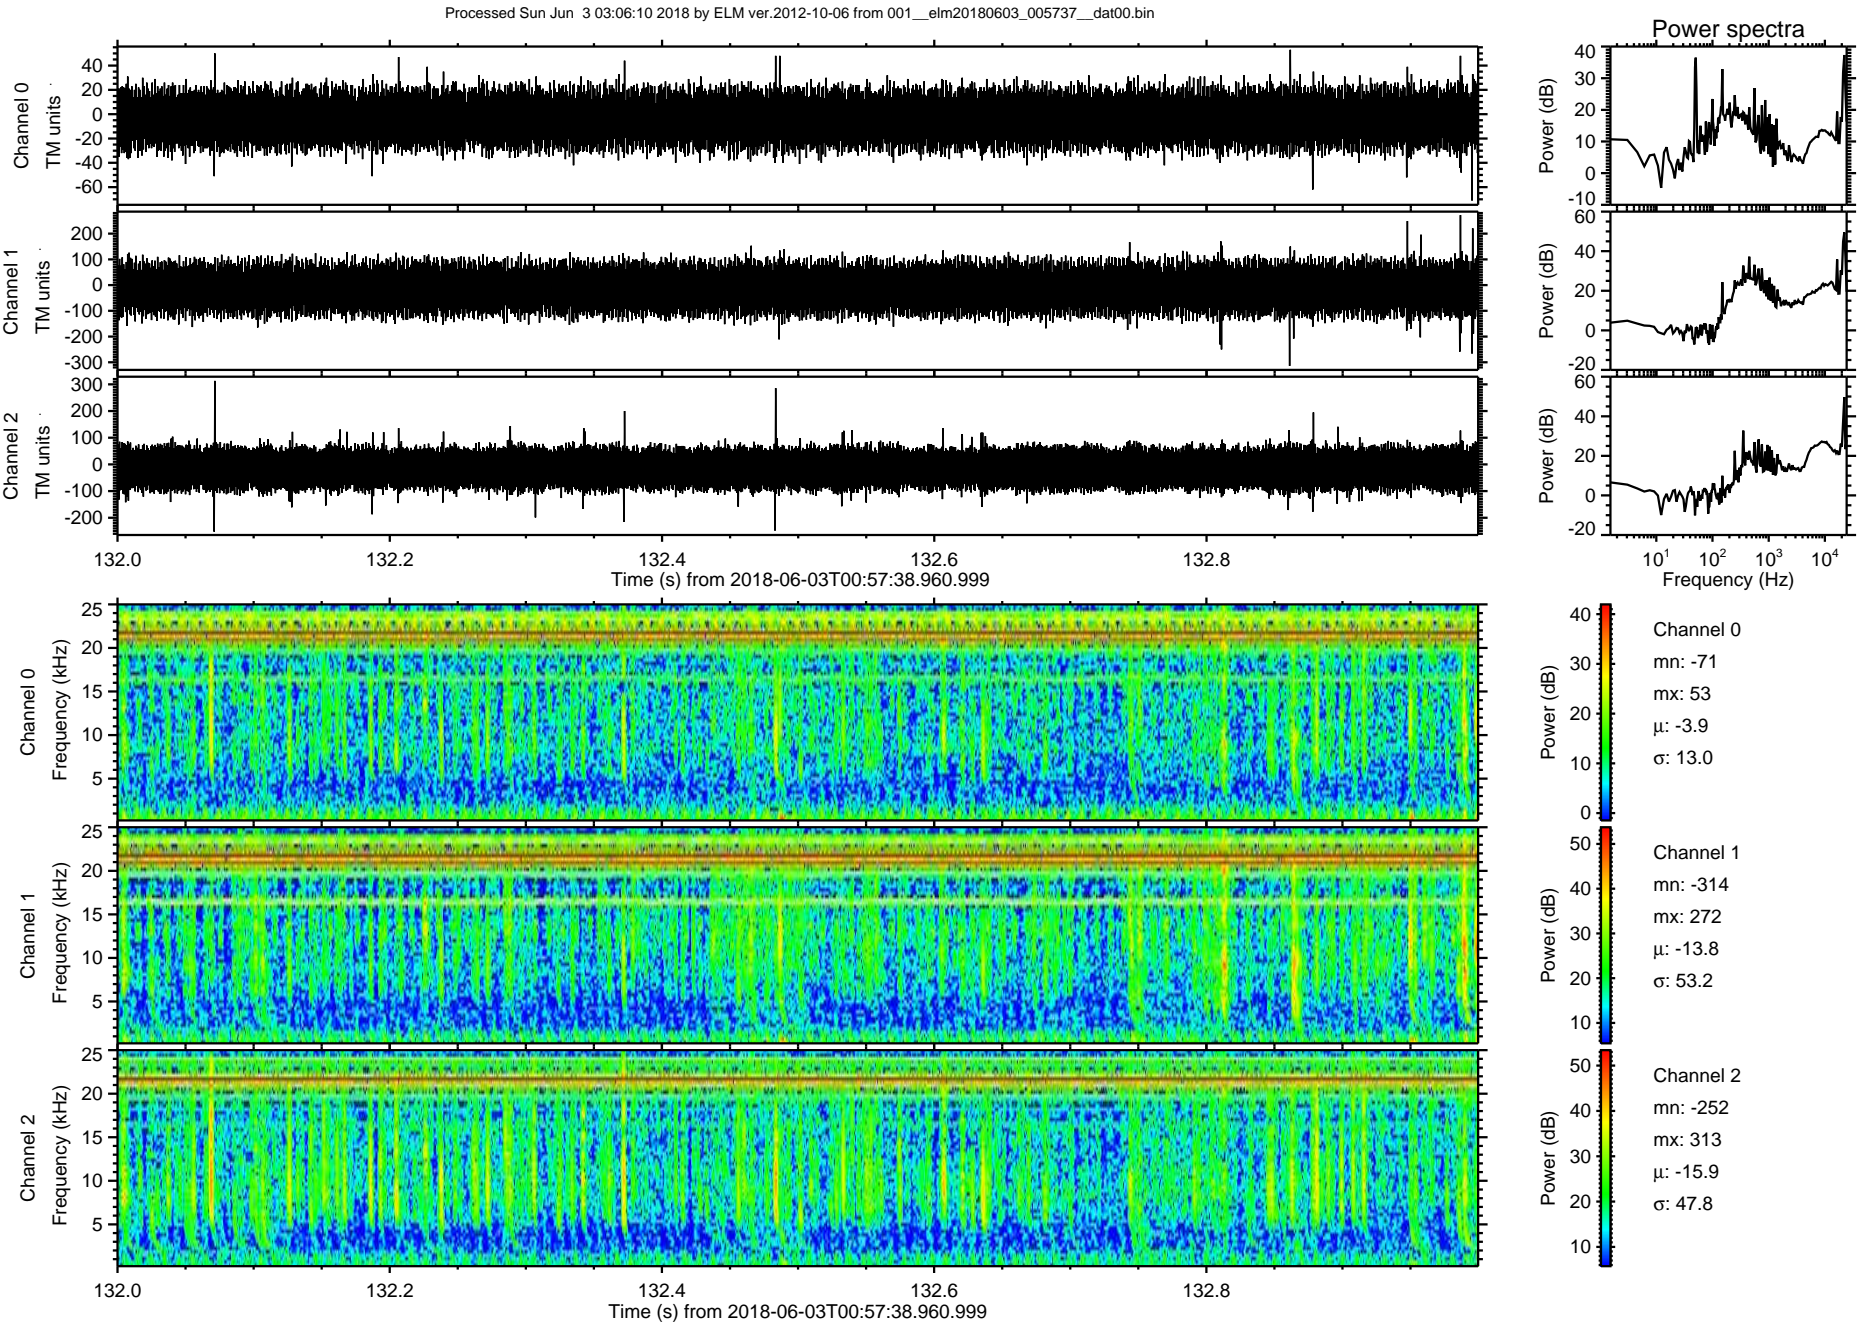 Processed Sun Jun  3 03:06:10 2018 by ELM ver.2012-10-06 from 001__elm20180603_005737__dat00.bin
Power spectra
Channel 0
TM units
40
20
0
-20
-40
-60
Power (dB)
40
30
20
10
0
-10
Channel 1
TM units
200
100
0
-100
-200
-300
Power (dB)
60
40
20
0
-20
Channel 2
TM units
300
200
100
0
-100
-200
Power (dB)
60
40
20
0
-20
132.0 132.2 132.4 132.6 132.8
Time (s) from 2018-06-03T00:57:38.960.999
10^1 10^2 10^3 10^4
Frequency (Hz)
Channel 0
Frequency (kHz)
25
20
15
10
5
Power (dB)
40
30
20
10
0
Channel 0
mn: -71
mx: 53
μ: -3.9
σ: 13.0
Channel 1
Frequency (kHz)
25
20
15
10
5
Power (dB)
50
40
30
20
10
Channel 1
mn: -314
mx: 272
μ: -13.8
σ: 53.2
Channel 2
Frequency (kHz)
25
20
15
10
5
Power (dB)
50
40
30
20
10
Channel 2
mn: -252
mx: 313
μ: -15.9
σ: 47.8
132.0 132.2 132.4 132.6 132.8
Time (s) from 2018-06-03T00:57:38.960.999